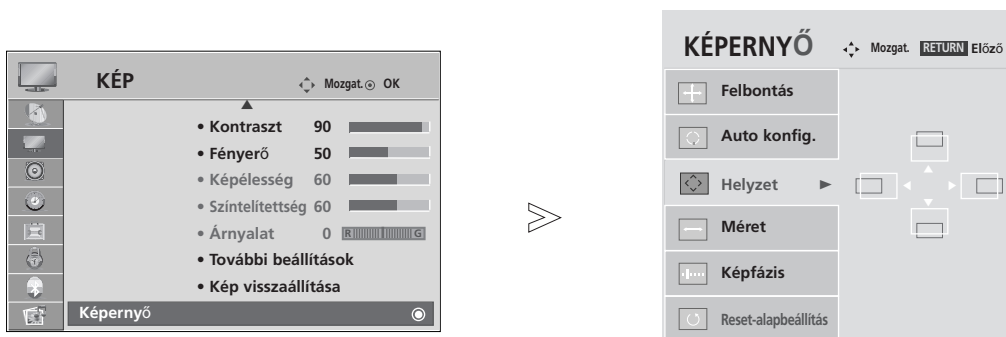 KÉP
Mozgat. OK
• Kontraszt 90
• Fényerő 50
• Képélesség 60
• Színtelítettség 60
• Árnyalat 0 R G
• További beállítások
• Kép visszaállítása
Képernyő
KÉPERNYŐ Mozgat. RETURN Előző
Felbontás
Auto konfig.
Helyzet
Méret
Képfázis
Reset-alapbeállítás